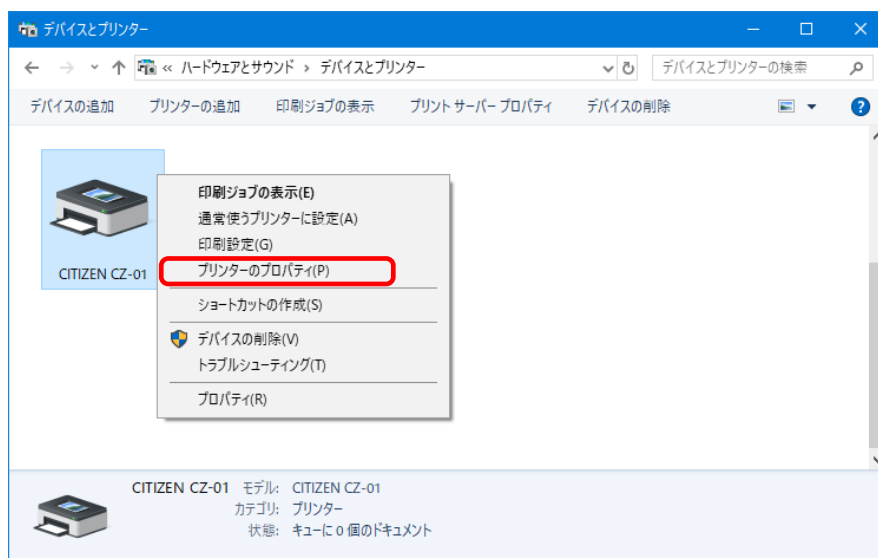 デバイスとプリンター
« ハードウェアとサウンド › デバイスとプリンター
デバイスとプリンターの検索
デバイスの追加 プリンターの追加 印刷ジョブの表示 プリント サーバー プロパティ デバイスの削除
印刷ジョブの表示(E)
通常使うプリンターに設定(A)
印刷設定(G)
プリンターのプロパティ(P)
ショートカットの作成(S)
デバイスの削除(V)
トラブルシューティング(T)
プロパティ(R)
CITIZEN CZ-01
CITIZEN CZ-01 モデル: CITIZEN CZ-01
カテゴリ: プリンター
状態: キューに 0 個のドキュメント